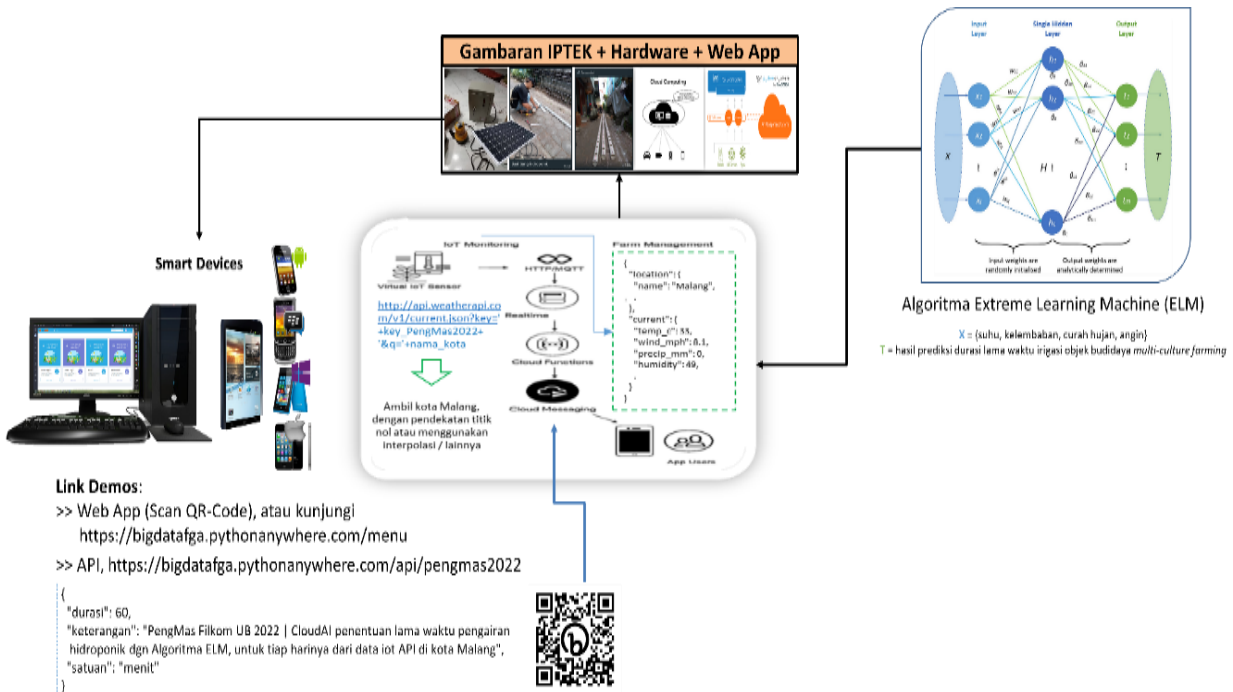 Gambaran IPTEK + Hardware + Web App
Cloud Computing
Smart Devices
IoT Monitoring
Virtual IoT Sensor
HTTP/MQTT
Realtime
Cloud Functions
Cloud Messaging
App Users
http://api.weatherapi.co
m/v1/current.json?key='
+key_PengMas2022+
'&q='+nama_kota
Ambil kota Malang,
dengan pendekatan titik
nol atau menggunakan
interpolasi / lainnya
Farm Management
{
"location": {
"name": "Malang",
. .
},
"current": {
"temp_c": 33,
"wind_mph": 8.1,
"precip_mm": 0,
"humidity": 49,
.
}
}
Input
Layer
Single Hidden
Layer
Output
Layer
X
H
T
Input weights are
randomly initialised
Output weights are
analytically determined
Algoritma Extreme Learning Machine (ELM)
X = {suhu, kelembaban, curah hujan, angin}
T = hasil prediksi durasi lama waktu irigasi objek budidaya multi-culture farming
Link Demos:
>> Web App (Scan QR-Code), atau kunjungi
https://bigdatafga.pythonanywhere.com/menu
>> API, https://bigdatafga.pythonanywhere.com/api/pengmas2022
{
"durasi": 60,
"keterangan": "PengMas Filkom UB 2022 | CloudAI penentuan lama waktu pengairan
hidroponik dgn Algoritma ELM, untuk tiap harinya dari data iot API di kota Malang",
"satuan": "menit"
}